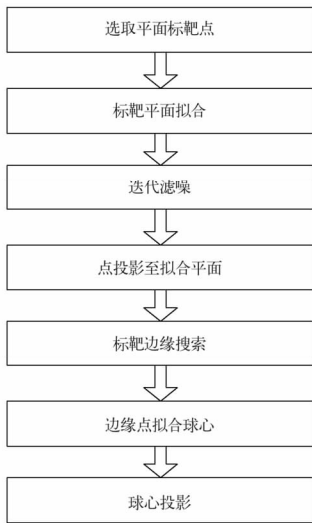 选取平面标靶点
标靶平面拟合
迭代滤噪
点投影至拟合平面
标靶边缘搜索
边缘点拟合球心
球心投影